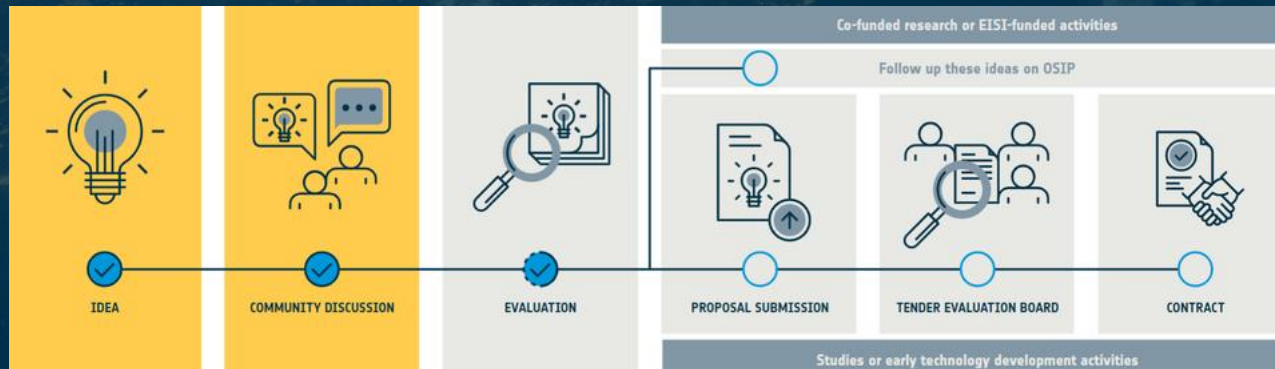 Co-funded research or EISI-funded activities
Follow up these ideas on OSIP
IDEA
COMMUNITY DISCUSSION
EVALUATION
PROPOSAL SUBMISSION
TENDER EVALUATION BOARD
CONTRACT
Studies or early technology development activities